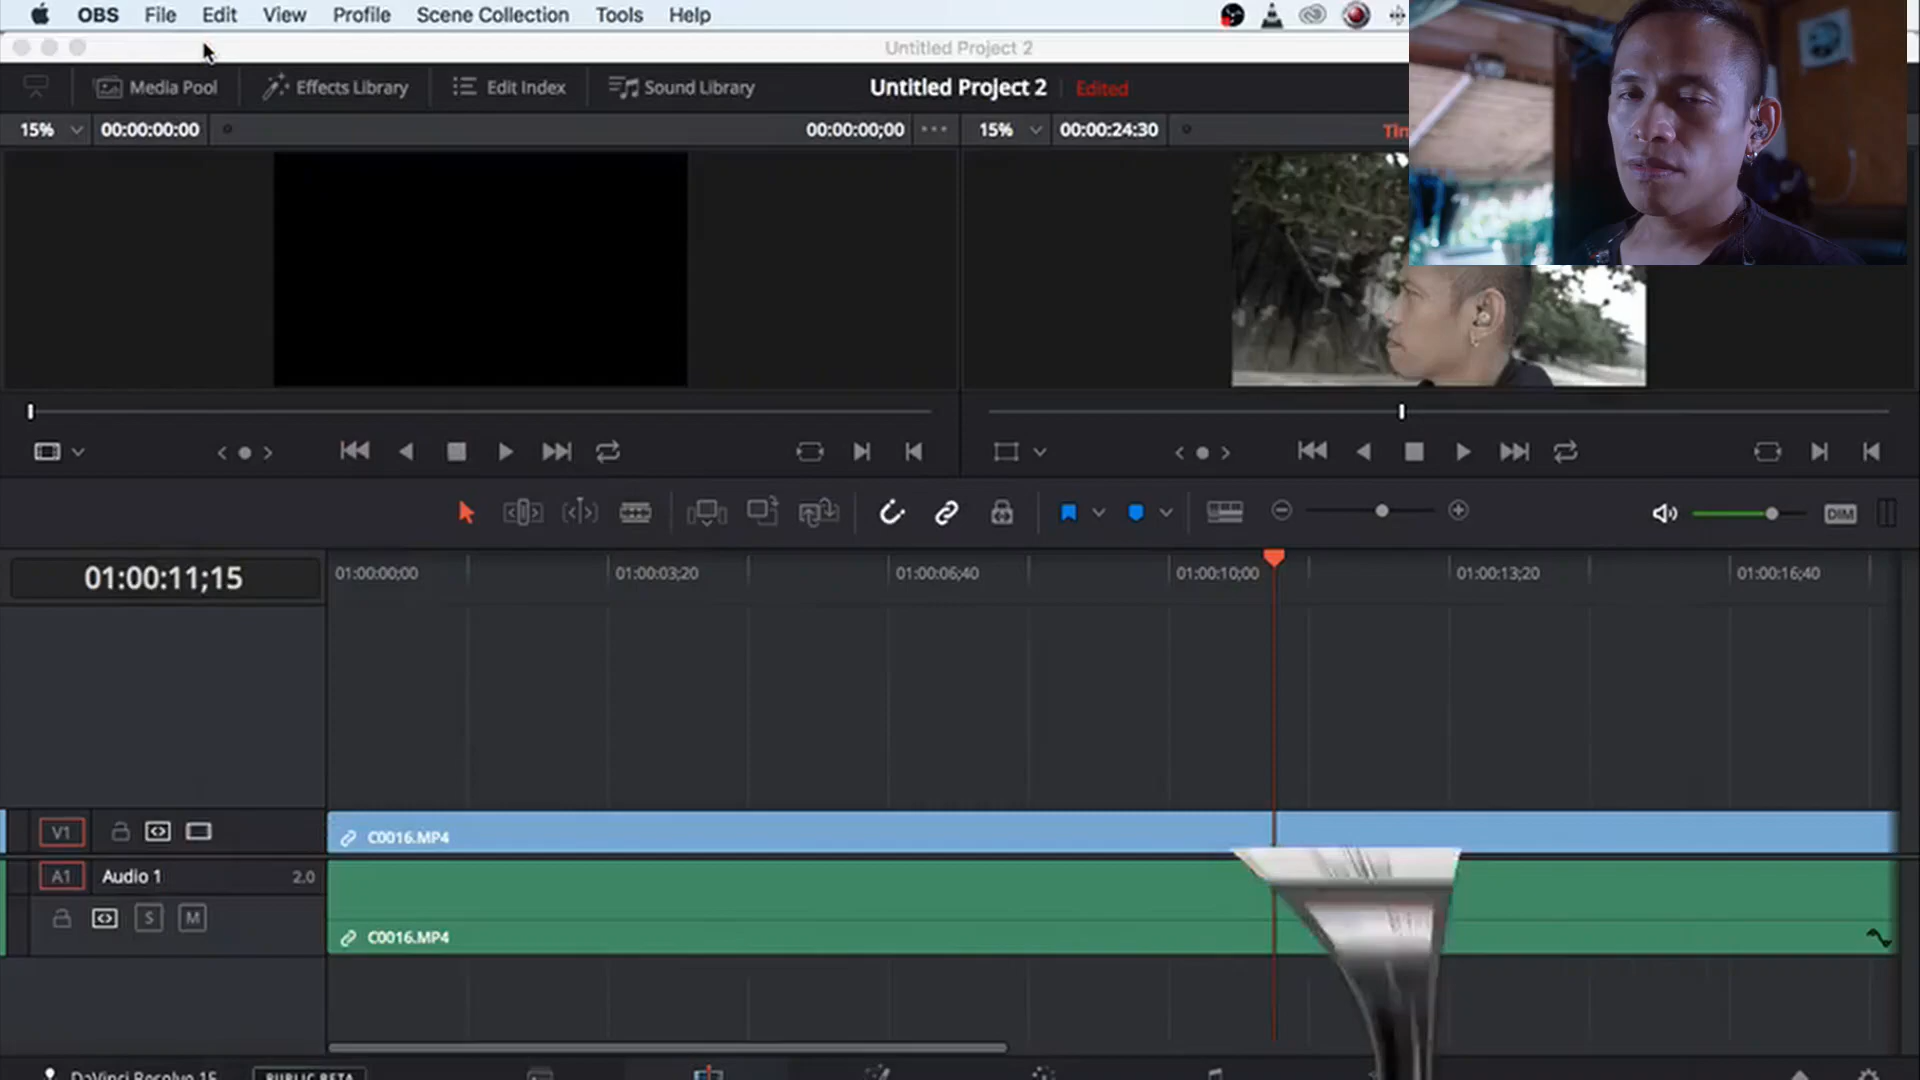 OBS File Edit View Profile Scene Collection Tools Help
Untitled Project 2
Media Pool Effects Library Edit Index Sound Library Untitled Project 2 Edited
15% 00:00:00:00 00:00:00;00 15% 00:00:24:30
DIM
01:00:11;15 01:00:00;00 01:00:03;20 01:00:06;40 01:00:10;00 01:00:13;20 01:00:16;40
V1 C0016.MP4
A1 Audio 1 2.0
S M
C0016.MP4
DaVinci Resolve 15 PUBLIC BETA